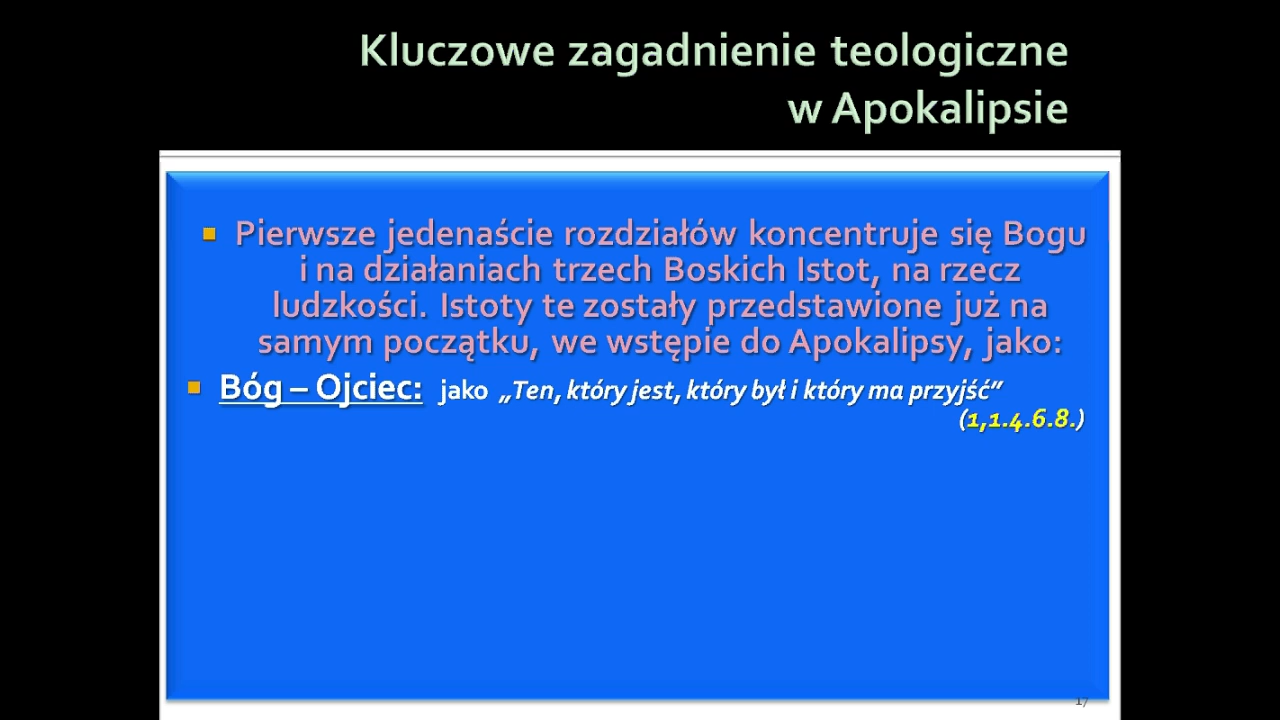 Kluczowe zagadnienie teologiczne
w Apokalipsie
Pierwsze jedenaście rozdziałów koncentruje się Bogu
i na działaniach trzech Boskich Istot, na rzecz
ludzkości. Istoty te zostały przedstawione już na
samym początku, we wstępie do Apokalipsy, jako:
Bóg – Ojciec: jako „Ten, który jest, który był i który ma przyjść”
(1,1.4.6.8.)
17